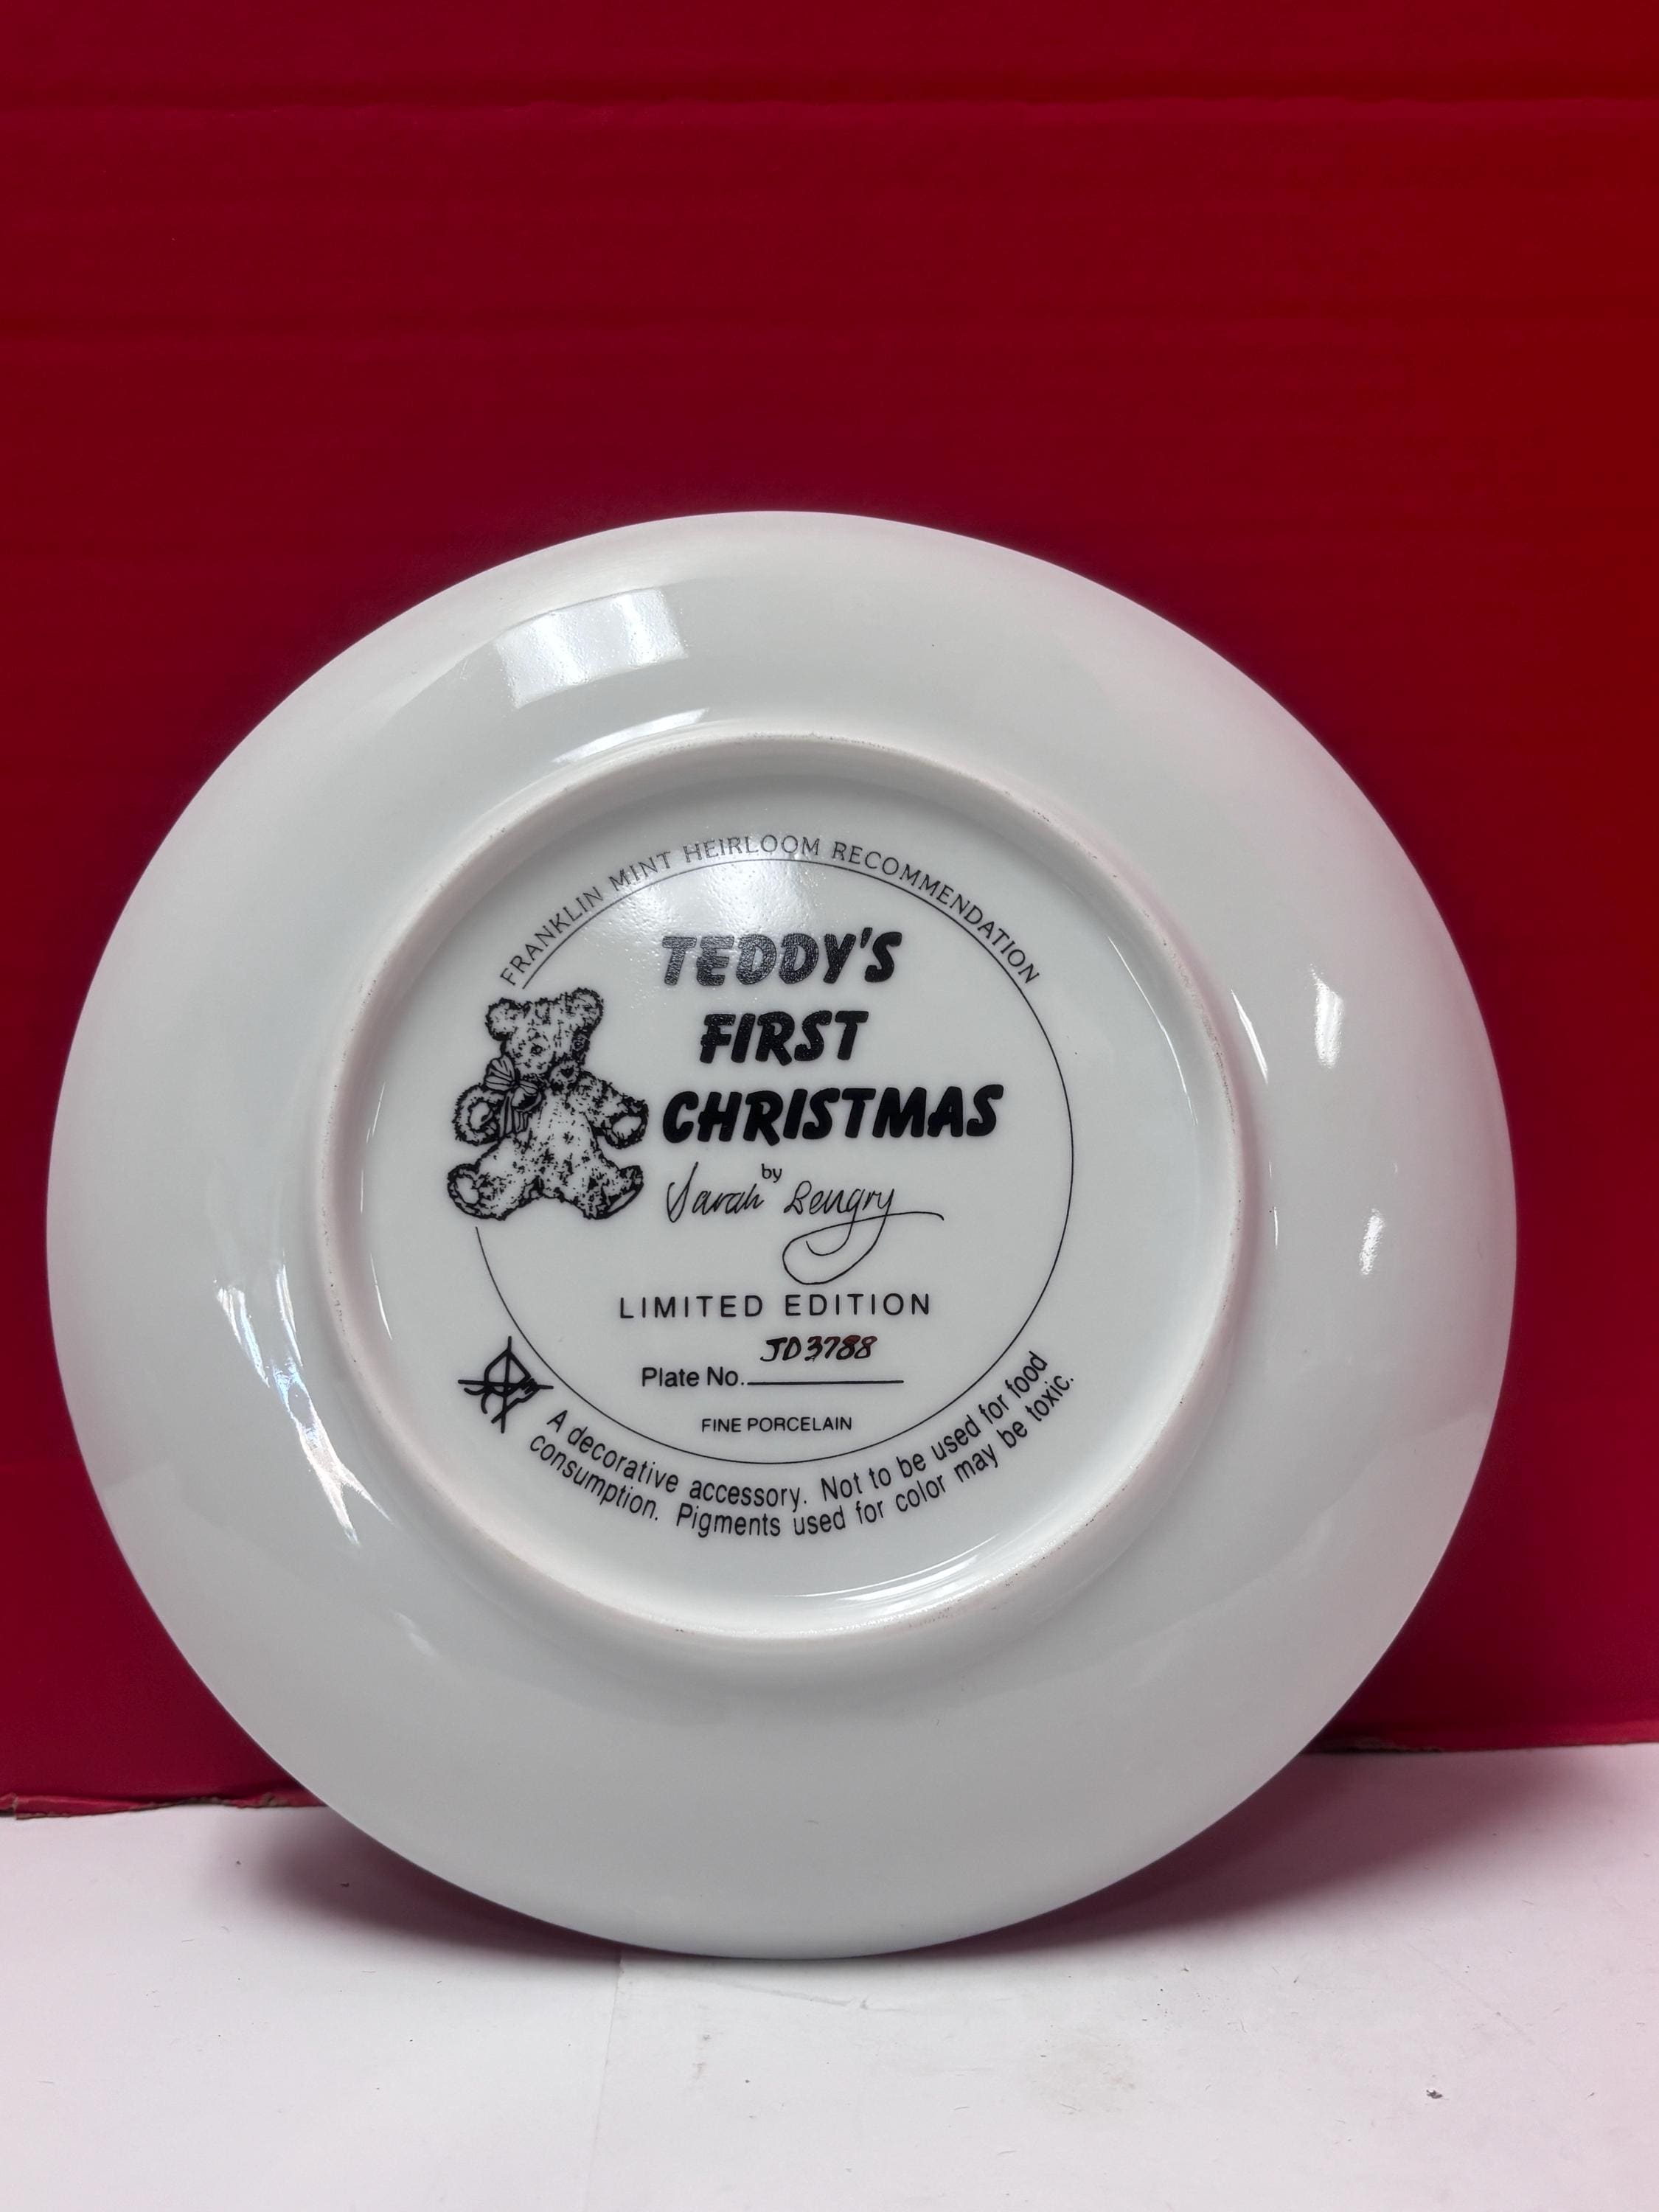 FRANKLIN MINT HEIRLOOM RECOMMENDATION
TEDDY'S
FIRST
CHRISTMAS
by
Sarah Bengry
LIMITED EDITION
JD3788
Plate No.
FINE PORCELAIN
A decorative accessory. Not to be used for food
consumption. Pigments used for color may be toxic.